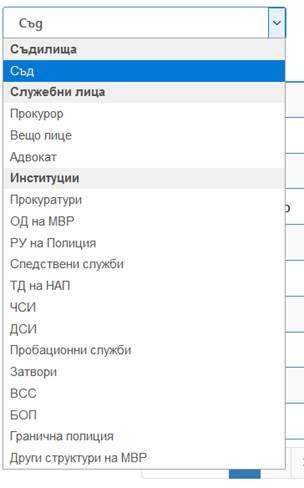 Съд
Съдилища
Съд
Служебни лица
Прокурор
Вещо лице
Адвокат
Институции
Прокуратури
ОД на МВР
РУ на Полиция
Следствени служби
ТД на НАП
ЧСИ
ДСИ
Пробационни служби
Затвори
ВСС
БОП
Гранична полиция
Други структури на МВР